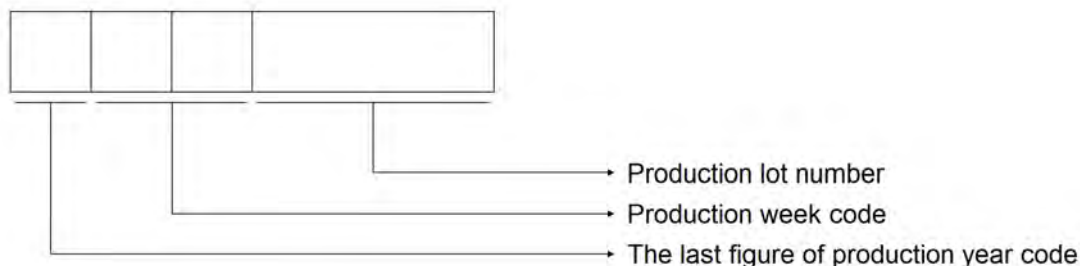 Production lot number
Production week code
The last figure of production year code